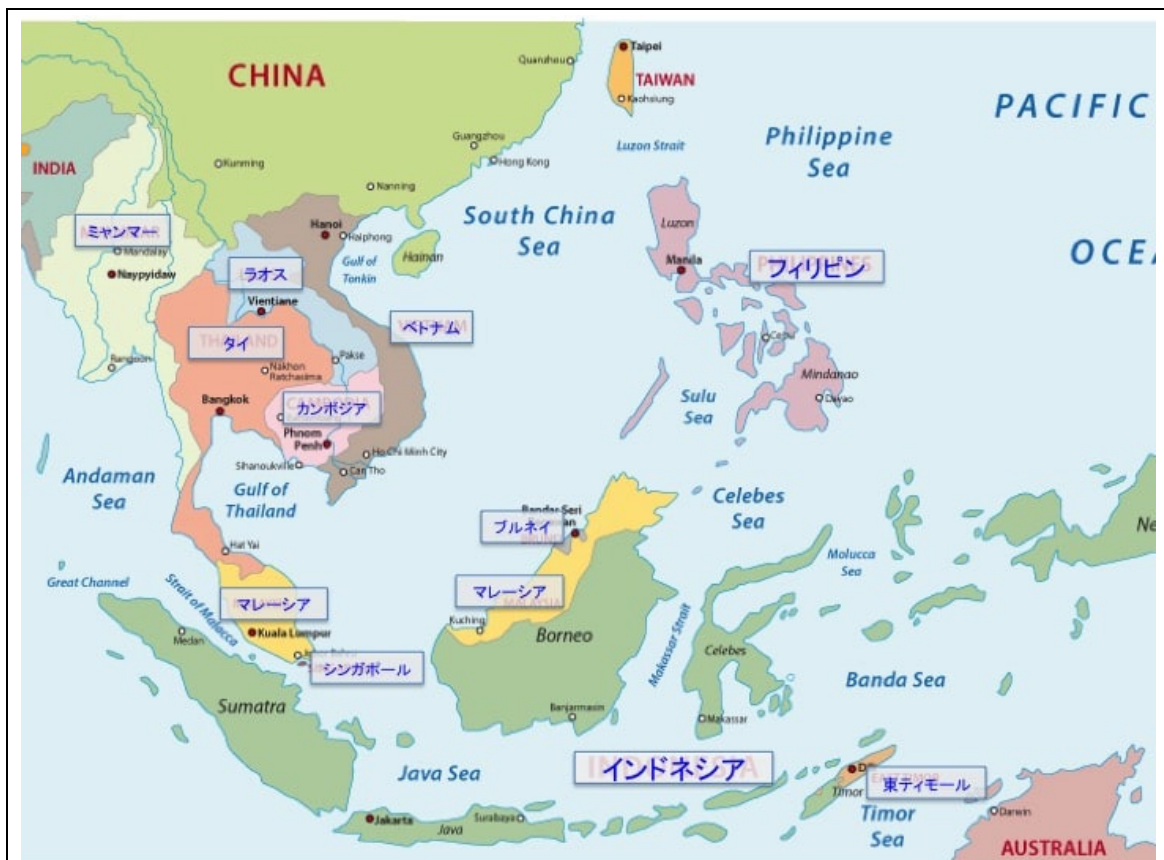 CHINA
Quanzhou
Taipei
TAIWAN
Kaohsiung
PACIFIC
Philippine
Sea
Guangzhou
Hong Kong
Luzon Strait
INDIA
Kunming
Nanning
South China
Sea
Luzon
ミャンマー
Mandalay
Hanoi
Haiphong
Gulf of
Tonkin
Hainan
Naypyidaw
ラオス
Manila
フィリピン
Vientiane
ベトナム
タイ
Rangoon
Nakhon
Ratchasima
Pakse
Cebu
Mindanao
Davao
Bangkok
カンボジア
Phnom
Penh
Sulu
Sea
Ho Chi Minh City
Sihanoukville
Can Tho
Andaman
Sea
Gulf of
Thailand
Celebes
Sea
Bandar Seri
ブルネイ
Hat Yai
Molucca
Sea
Great Channel
Strait of Malacca
マレーシア
マレーシア
Kuala Lumpur
Kuching
Borneo
Makassar Strait
Medan
シンガポール
Celebes
Banda Sea
Sumatra
Banjarmasin
Makassar
Java Sea
インドネシア
Timor
東ティモール
Timor
Sea
Jakarta
Java
Surabaya
Darwin
AUSTRALIA